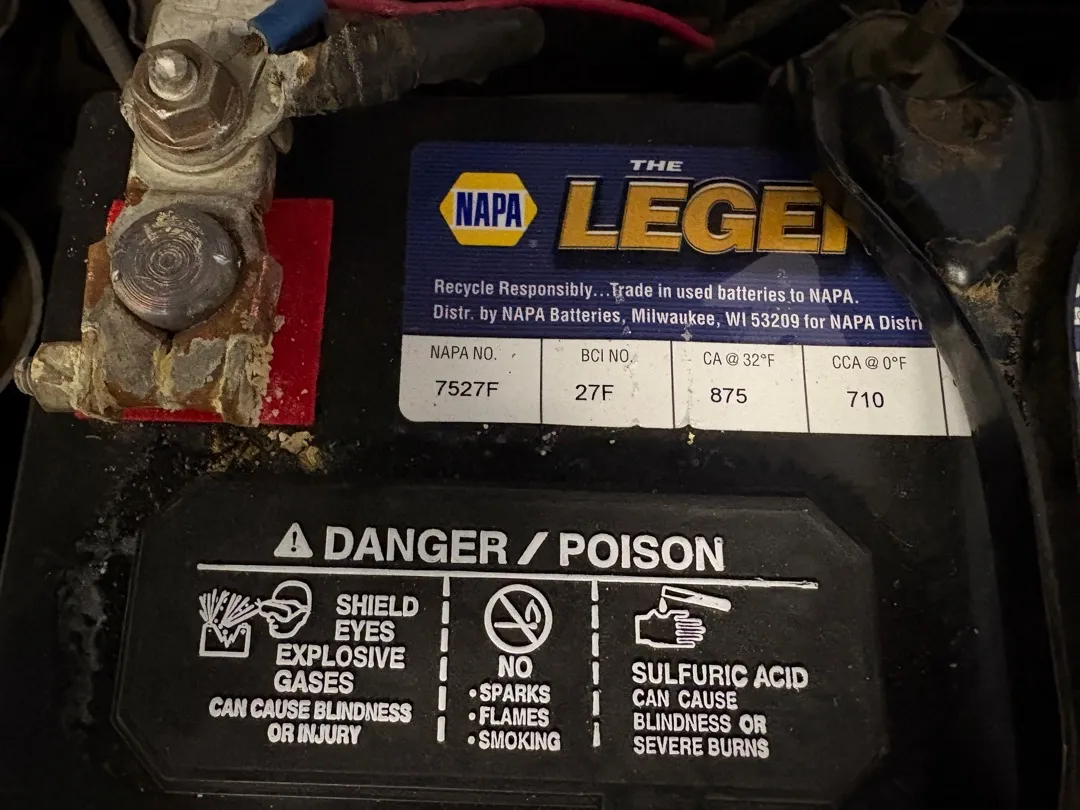 THE
NAPA
LEGE
Recycle Responsibly...Trade in used batteries to NAPA.
Distr. by NAPA Batteries, Milwaukee, WI 53209 for NAPA Distri
NAPA NO. BCI NO. CA @ 32°F CCA @ 0°F
7527F 27F 875 710
DANGER / POISON
SHIELD
EYES
EXPLOSIVE
GASES
CAN CAUSE BLINDNESS
OR INJURY
NO
• SPARKS
• FLAMES
• SMOKING
SULFURIC ACID
CAN CAUSE
BLINDNESS OR
SEVERE BURNS